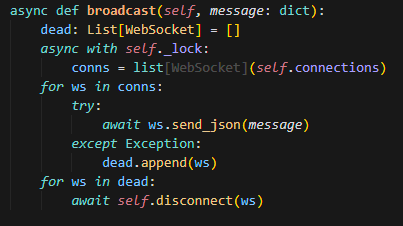 async def broadcast(self, message: dict):
    dead: List[WebSocket] = []
    async with self._lock:
        conns = list[WebSocket](self.connections)
    for ws in conns:
        try:
            await ws.send_json(message)
        except Exception:
            dead.append(ws)
    for ws in dead:
        await self.disconnect(ws)